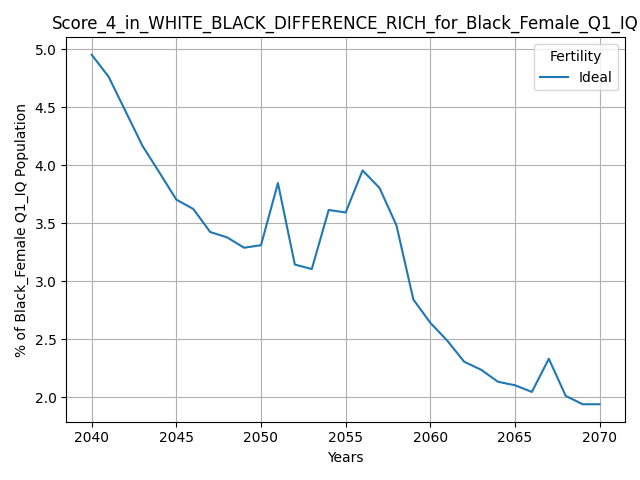 Score_4_in_WHITE_BLACK_DIFFERENCE_RICH_for_Black_Female_Q1_IQ
Fertility
Ideal
% of Black_Female Q1_IQ Population
5.0
4.5
4.0
3.5
3.0
2.5
2.0
2040 2045 2050 2055 2060 2065 2070
Years